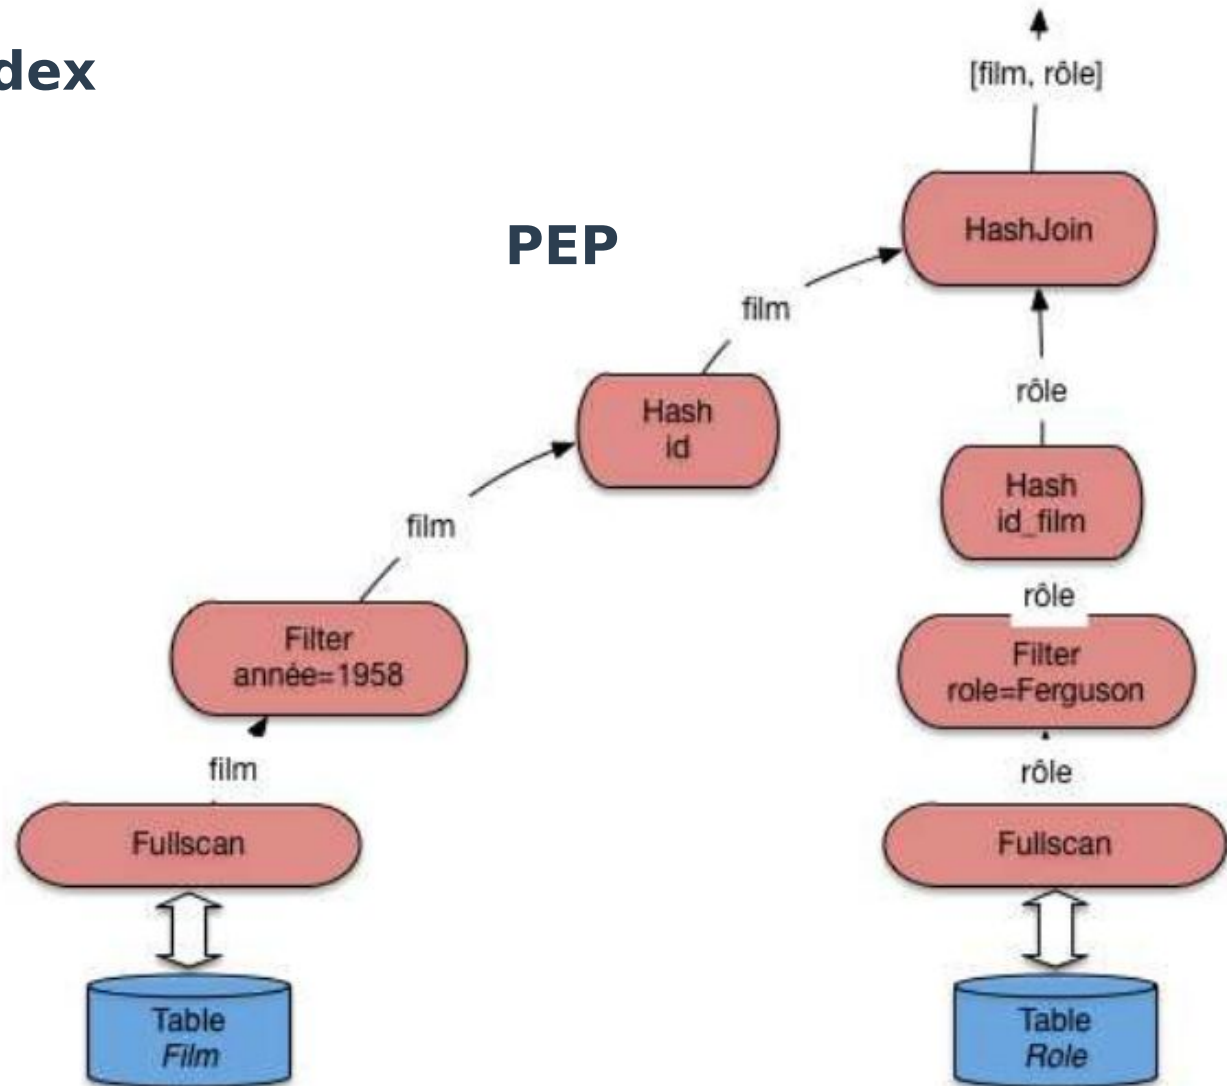 dex
[film, rôle]
PEP
HashJoin
film
Hash
id
rôle
film
Hash
id_film
rôle
Filter
année=1958
Filter
role=Ferguson
film
rôle
Fullscan
Fullscan
Table
Film
Table
Role